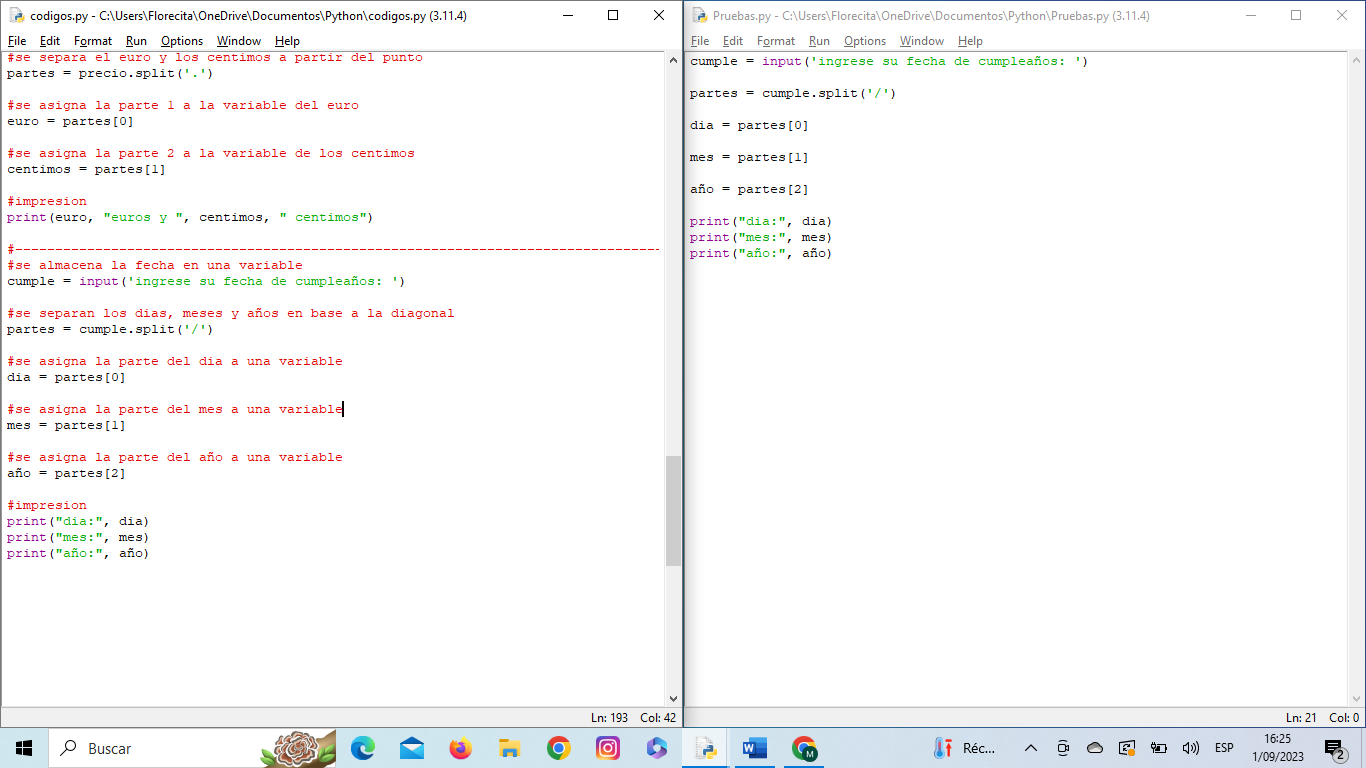 codigos.py - C:\Users\Florecita\OneDrive\Documentos\Python\codigos.py (3.11.4)
File Edit Format Run Options Window Help
#se separa el euro y los centimos a partir del punto
partes = precio.split('.')
#se asigna la parte 1 a la variable del euro
euro = partes[0]
#se asigna la parte 2 a la variable de los centimos
centimos = partes[1]
#impresion
print(euro, "euros y ", centimos, " centimos")
#---------------------------------------------------------------------------------
#se almacena la fecha en una variable
cumple = input('ingrese su fecha de cumpleaños: ')
#se separan los dias, meses y años en base a la diagonal
partes = cumple.split('/')
#se asigna la parte del dia a una variable
dia = partes[0]
#se asigna la parte del mes a una variable
mes = partes[1]
#se asigna la parte del año a una variable
año = partes[2]
#impresion
print("dia:", dia)
print("mes:", mes)
print("año:", año)
Ln: 193 Col: 42
Pruebas.py - C:\Users\Florecita\OneDrive\Documentos\Python\Pruebas.py (3.11.4)
File Edit Format Run Options Window Help
cumple = input('ingrese su fecha de cumpleaños: ')
partes = cumple.split('/')
dia = partes[0]
mes = partes[1]
año = partes[2]
print("dia:", dia)
print("mes:", mes)
print("año:", año)
Ln: 21 Col: 0
Buscar
M
Réc...
ESP
16:25
1/09/2023
2